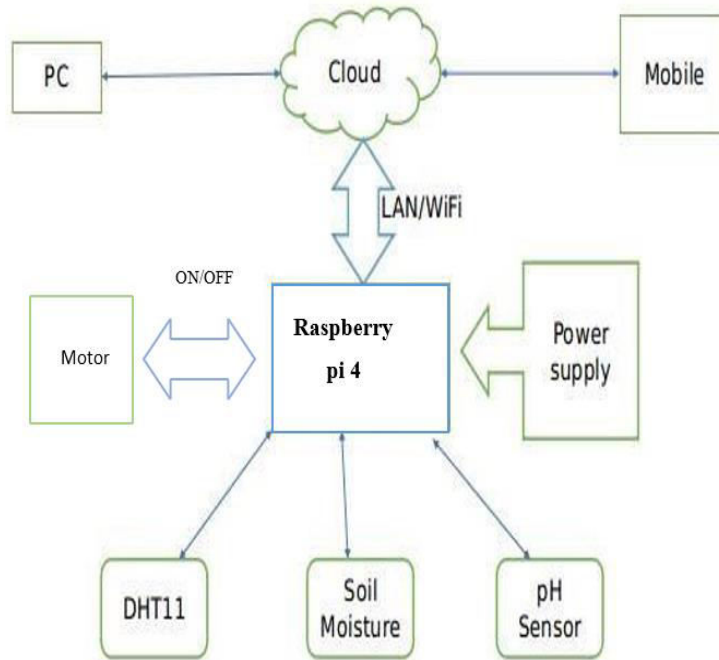 PC
Cloud
Mobile
LAN/WiFi
ON/OFF
Motor
Raspberry
pi 4
Power
supply
DHT11
Soil
Moisture
pH
Sensor